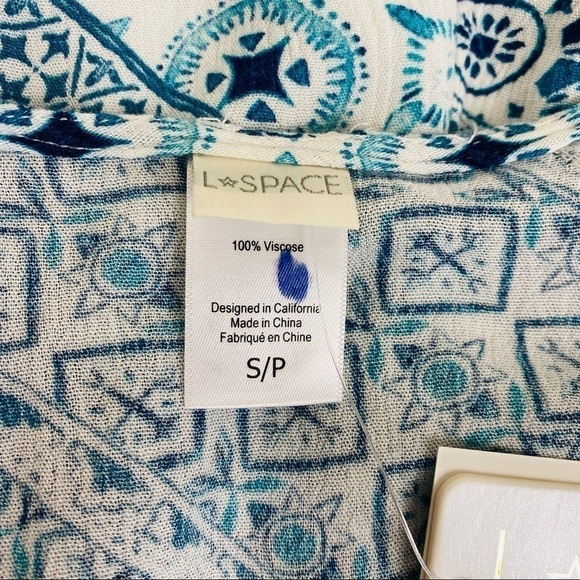 L☆SPACE
100% Viscose
Designed in California
Made in China
Fabriqué en Chine
S/P